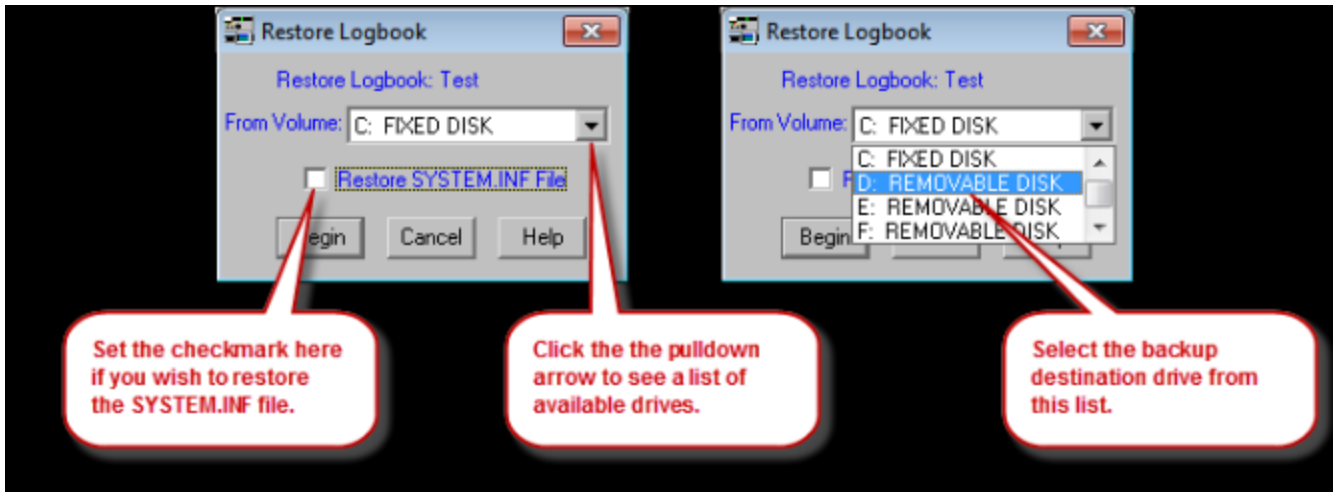 Restore Logbook
Restore Logbook: Test
From Volume: C: FIXED DISK
Restore SYSTEM.INF File
egin Cancel Help
Set the checkmark here
if you wish to restore
the SYSTEM.INF file.
Click the the pulldown
arrow to see a list of
available drives.
Restore Logbook
Restore Logbook: Test
From Volume: C: FIXED DISK
C: FIXED DISK
D: REMOVABLE DISK
E: REMOVABLE DISK
F: REMOVABLE DISK
Begin
Select the backup
destination drive from
this list.